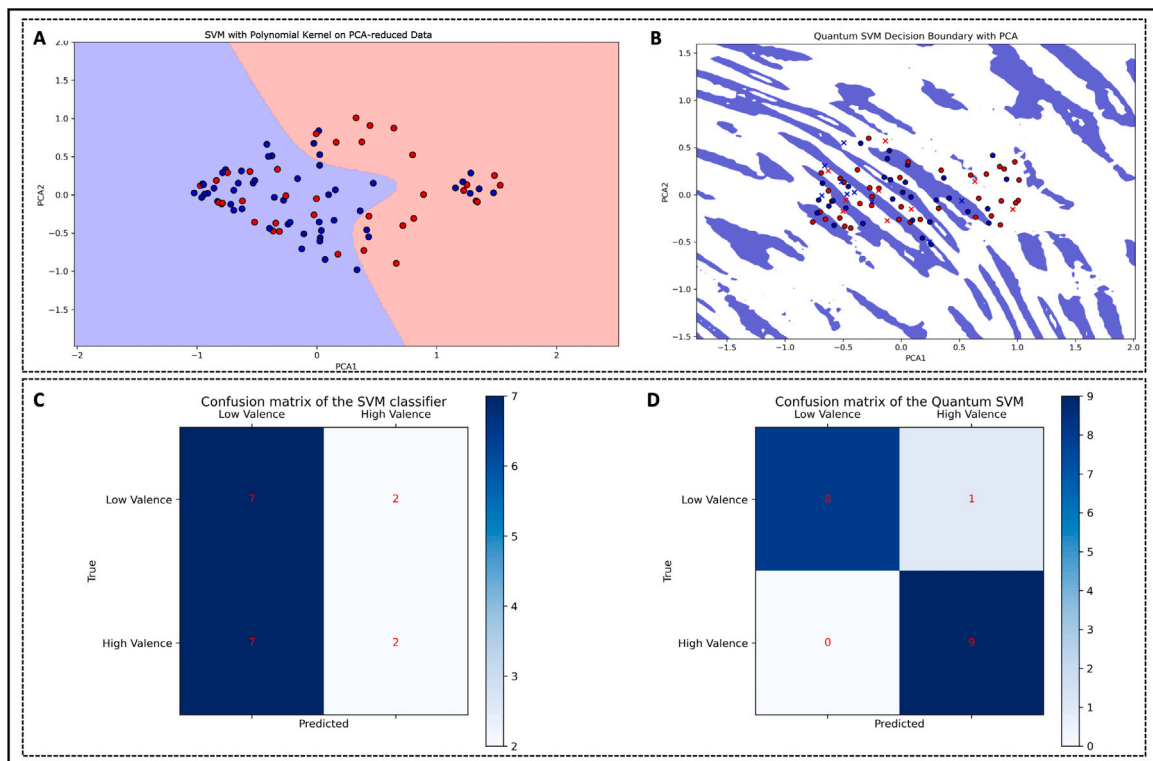 A
SVM with Polynomial Kernel on PCA-reduced Data
2.0
1.5
1.0
0.5
0.0
−0.5
−1.0
−1.5
PCA2
−2
−1
0
1
2
PCA1
B
Quantum SVM Decision Boundary with PCA
1.5
1.0
0.5
0.0
−0.5
−1.0
−1.5
PCA2
−1.5
−1.0
−0.5
0.0
0.5
1.0
1.5
2.0
PCA1
C
Confusion matrix of the SVM classifier
Low Valence
High Valence
Low Valence
7
2
True
High Valence
7
2
Predicted
7
6
5
4
3
2
D
Confusion matrix of the Quantum SVM
Low Valence
High Valence
Low Valence
8
1
True
High Valence
0
9
Predicted
9
8
7
6
5
4
3
2
1
0